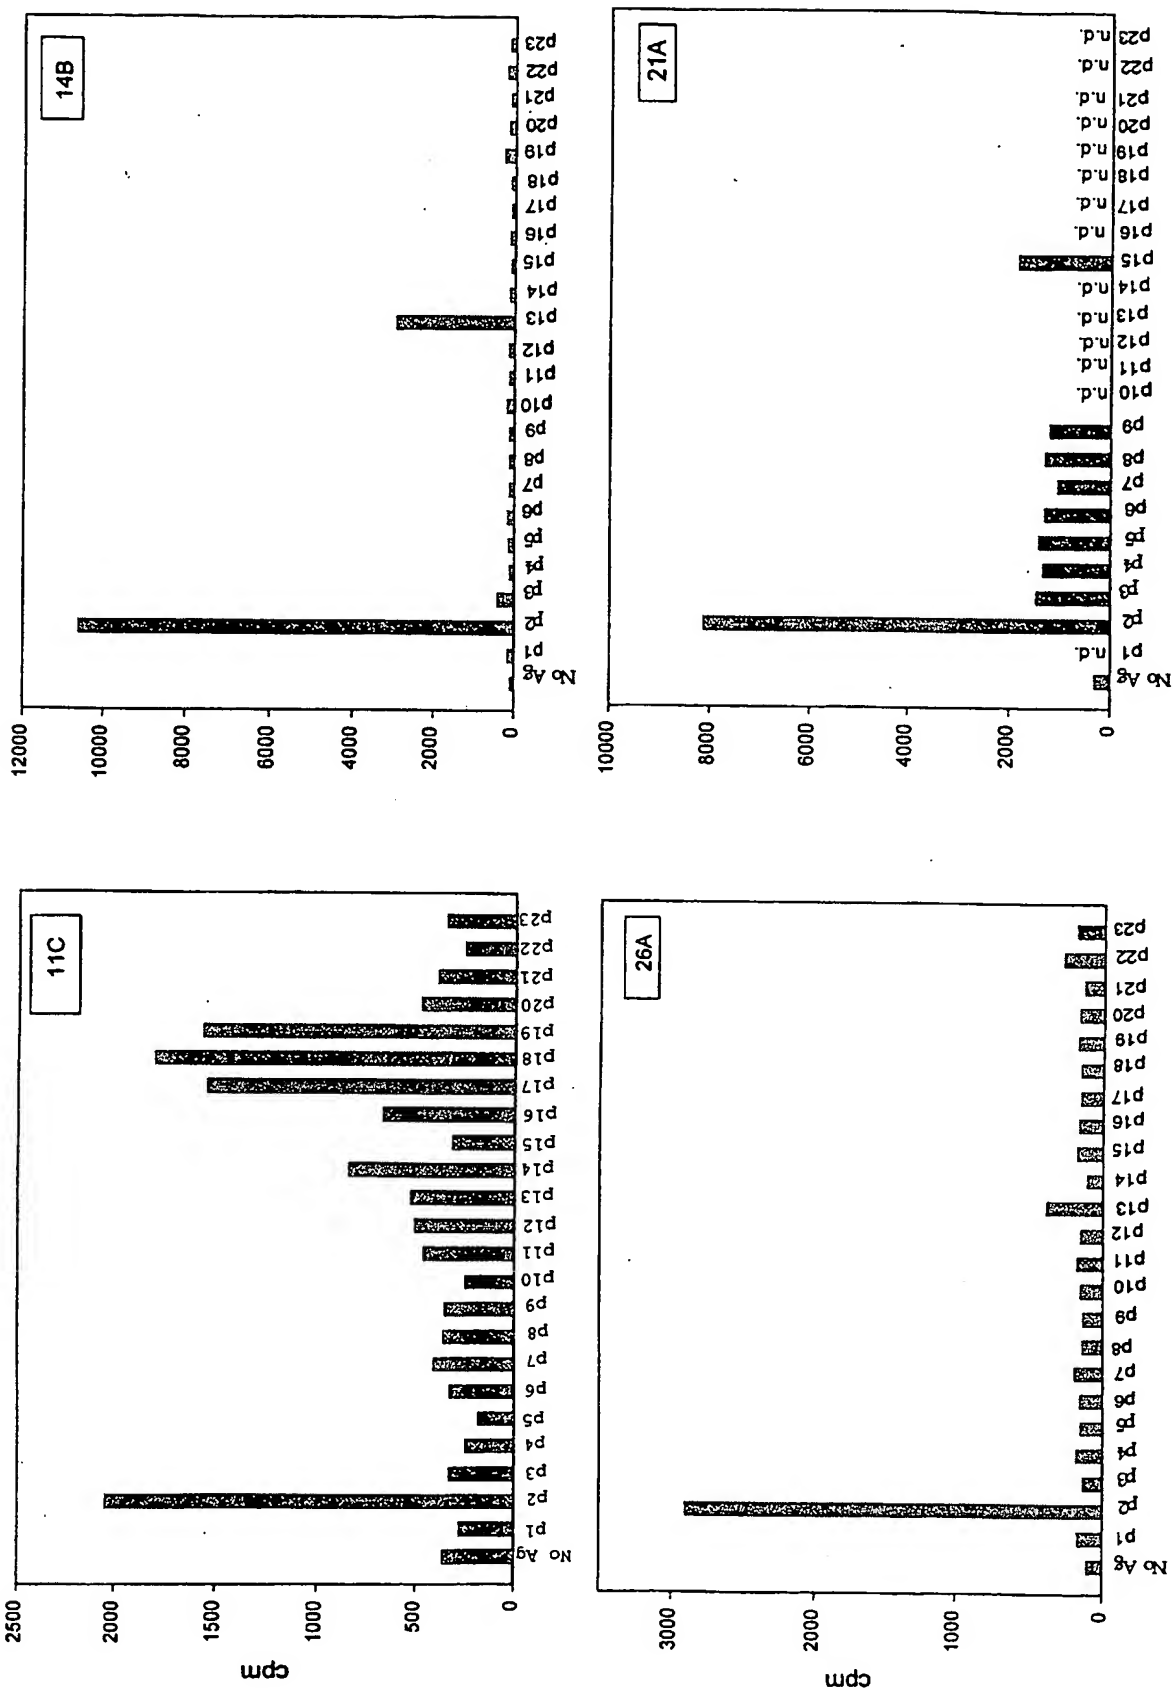 11C
cpm
2500
2000
1500
1000
500
0
No Ag
p1
p2
p3
p4
p5
p6
p7
p8
p9
p10
p11
p12
p13
p14
p15
p16
p17
p18
p19
p20
p21
p22
p23
14B
12000
10000
8000
6000
4000
2000
0
No Ag
p1
p2
p3
p4
p5
p6
p7
p8
p9
p10
p11
p12
p13
p14
p15
p16
p17
p18
p19
p20
p21
p22
p23
26A
cpm
3000
2000
1000
0
No Ag
p1
p2
p3
p4
p5
p6
p7
p8
p9
p10
p11
p12
p13
p14
p15
p16
p17
p18
p19
p20
p21
p22
p23
21A
10000
8000
6000
4000
2000
0
No Ag
p1 n.d.
p2
p3
p4
p5
p6
p7
p8
p9
p10 n.d.
p11 n.d.
p12 n.d.
p13 n.d.
p14 n.d.
p15
p16 n.d.
p17 n.d.
p18 n.d.
p19 n.d.
p20 n.d.
p21 n.d.
p22 n.d.
p23 n.d.